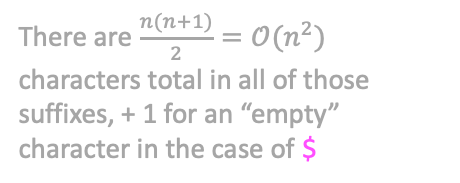 There are n(n+1)/2 = O(n²)
characters total in all of those
suffixes, + 1 for an “empty”
character in the case of $